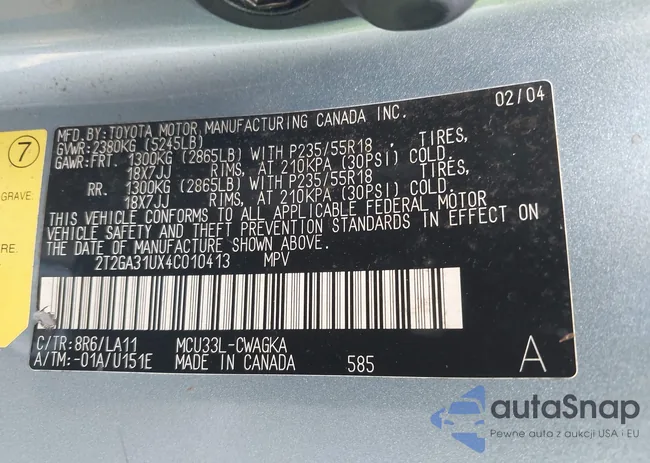 02/04
MFD.BY:TOYOTA MOTOR MANUFACTURING CANADA INC.
GVWR:2380KG (5245LB)
GAWR:FRT. 1300KG (2865LB) WITH P235/55R18 , TIRES,
18X7JJ RIMS, AT 210KPA (30PSI) COLD.
RR. 1300KG (2865LB) WITH P235/55R18 , TIRES,
18X7JJ RIMS, AT 210KPA (30PSI) COLD.
THIS VEHICLE CONFORMS TO ALL APPLICABLE FEDERAL MOTOR
VEHICLE SAFETY AND THEFT PREVENTION STANDARDS IN EFFECT ON
THE DATE OF MANUFACTURE SHOWN ABOVE.
2T2GA31UX4C010413 MPV
C/TR:8R6/LA11 MCU33L-CWAGKA
A/TM:-01A/U151E MADE IN CANADA 585 A
7
GRAVE:
autaSnap
Pewne auta z aukcji USA i EU